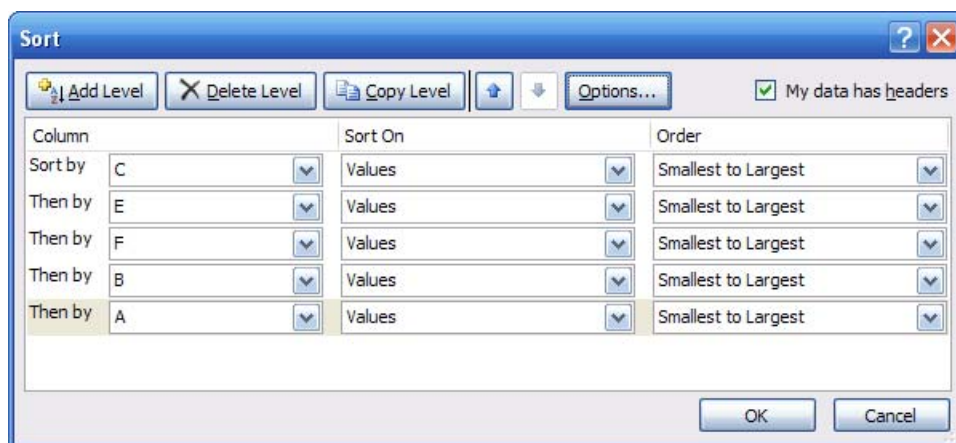 Sort
Add Level Delete Level Copy Level Options... My data has headers
Column Sort On Order
Sort by C Values Smallest to Largest
Then by E Values Smallest to Largest
Then by F Values Smallest to Largest
Then by B Values Smallest to Largest
Then by A Values Smallest to Largest
OK Cancel